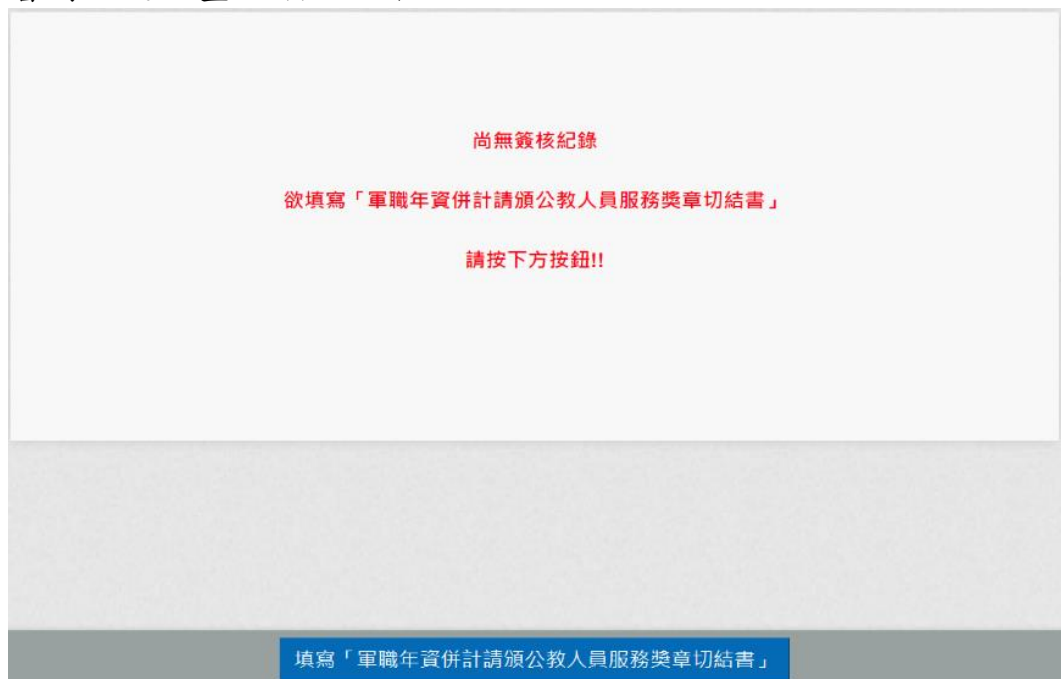 尚無簽核紀錄
欲填寫「軍職年資併計請頒公教人員服務獎章切結書」
請按下方按鈕!!
填寫「軍職年資併計請頒公教人員服務獎章切結書」